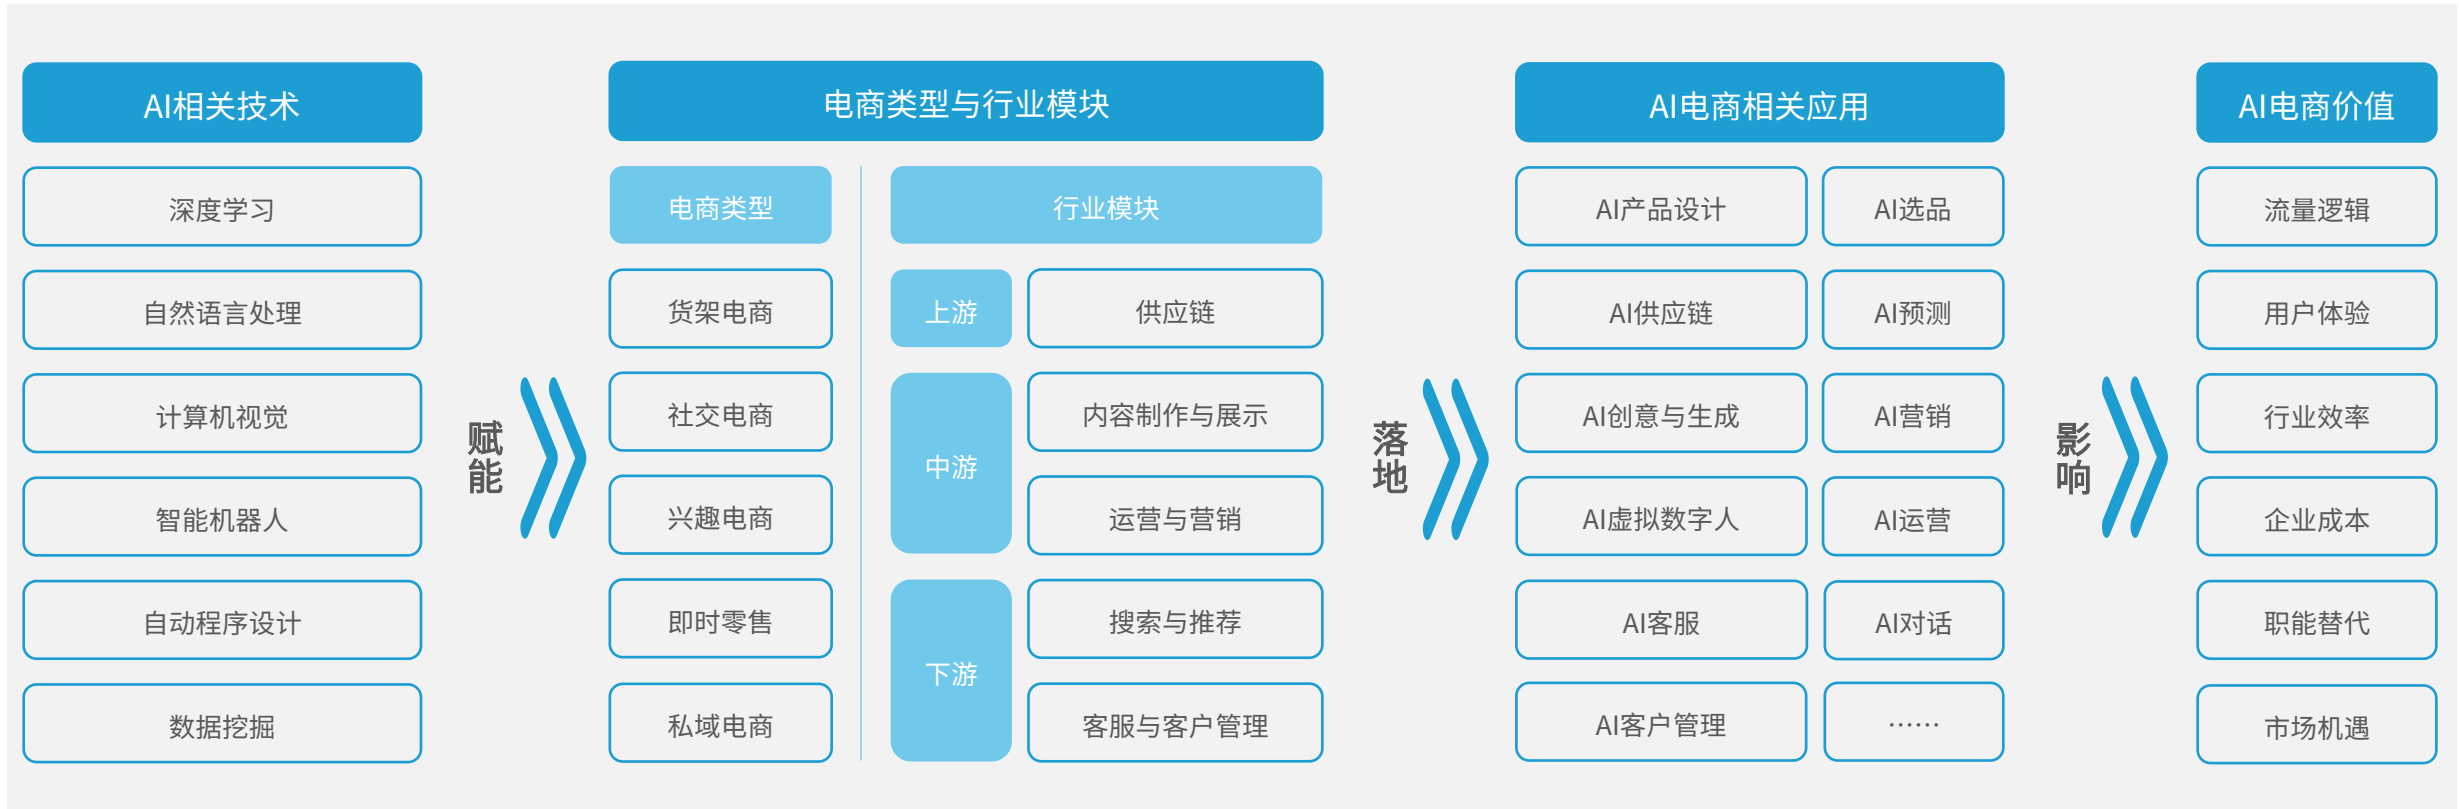 AI相关技术
深度学习
自然语言处理
计算机视觉
智能机器人
自动程序设计
数据挖掘
赋能
电商类型与行业模块
电商类型
货架电商
社交电商
兴趣电商
即时零售
私域电商
行业模块
上游
供应链
中游
内容制作与展示
运营与营销
下游
搜索与推荐
客服与客户管理
落地
AI电商相关应用
AI产品设计
AI选品
AI供应链
AI预测
AI创意与生成
AI营销
AI虚拟数字人
AI运营
AI客服
AI对话
AI客户管理
……
影响
AI电商价值
流量逻辑
用户体验
行业效率
企业成本
职能替代
市场机遇